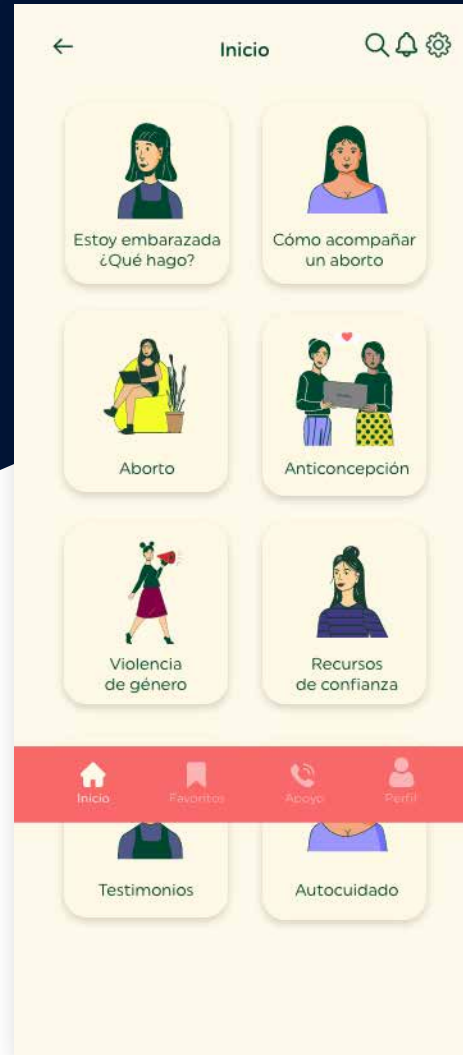 Inicio
Estoy embarazada
¿Qué hago?
Cómo acompañar
un aborto
Aborto
Anticoncepción
Violencia
de género
Recursos
de confianza
Inicio
Favoritos
Apoyo
Perfil
Testimonios
Autocuidado